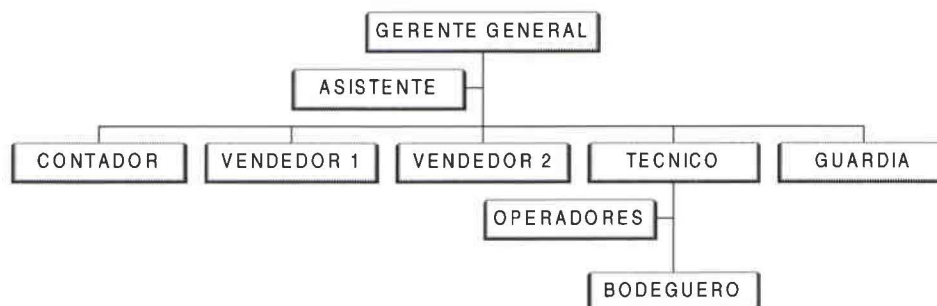 GERENTE GENERAL
ASISTENTE
CONTADOR
VENDEDOR 1
VENDEDOR 2
TECNICO
GUARDIA
OPERADORES
BODEGUERO